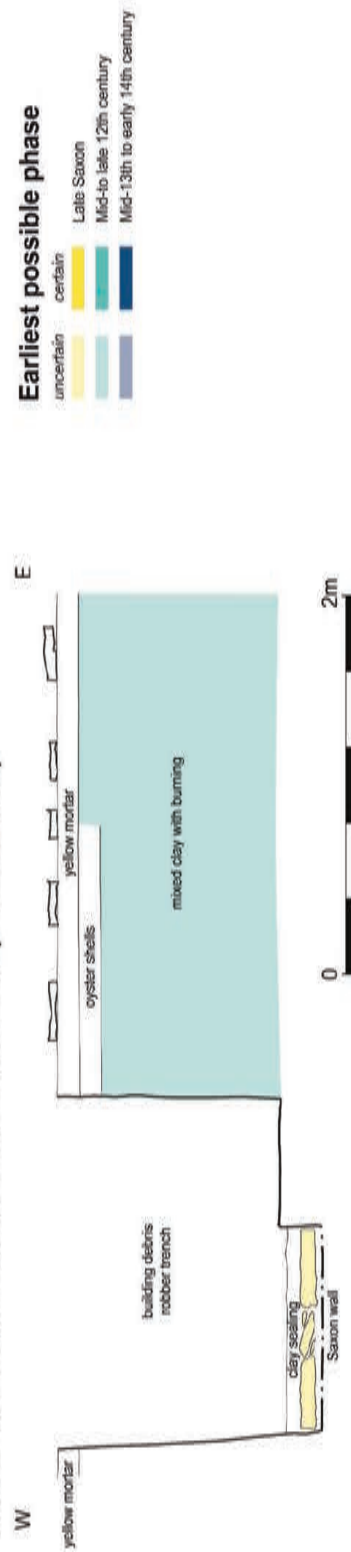 W
E
yellow mortar
building debris
robber trench
clay sealing
Saxon wall
oyster shells
yellow mortar
mixed clay with burning
0
2m
Earliest possible phase
uncertain certain
Late Saxon
Mid-to late 12th century
Mid-13th to early 14th century